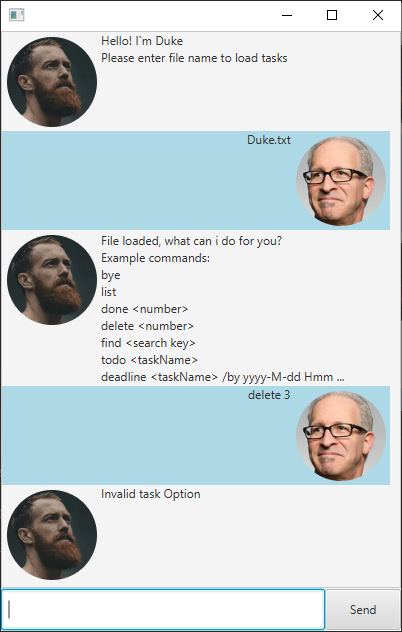 Hello! I`m Duke
Please enter file name to load tasks
Duke.txt
File loaded, what can i do for you?
Example commands:
bye
list
done <number>
delete <number>
find <search key>
todo <taskName>
deadline <taskName> /by yyyy-M-dd Hmm ...
delete 3
Invalid task Option
Send